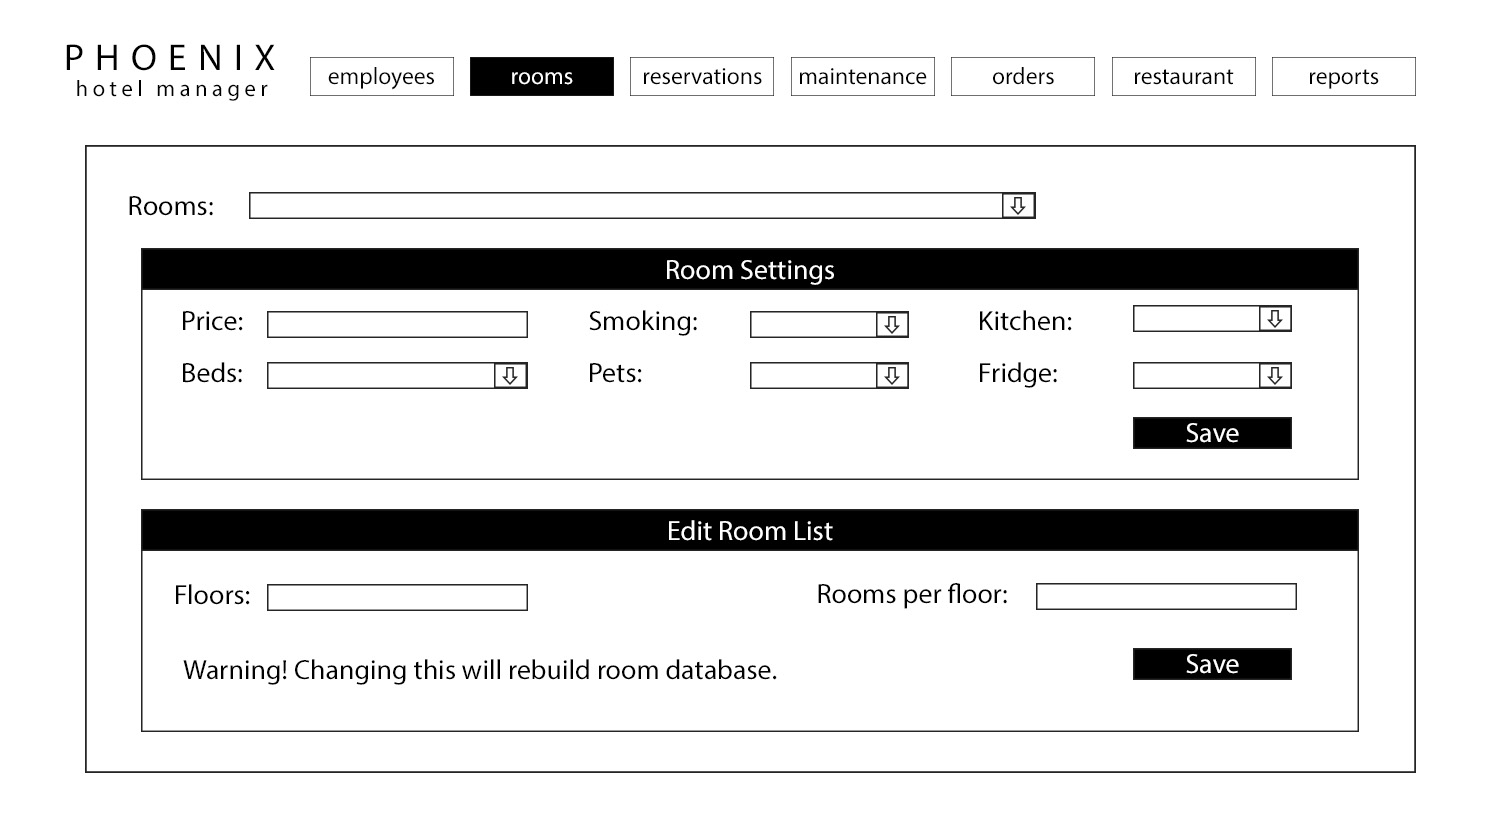 PHOENIX
hotel manager
employees rooms reservations maintenance orders restaurant reports
Rooms:
Room Settings
Price: Smoking: Kitchen:
Beds: Pets: Fridge:
Save
Edit Room List
Floors: Rooms per floor:
Warning! Changing this will rebuild room database. Save